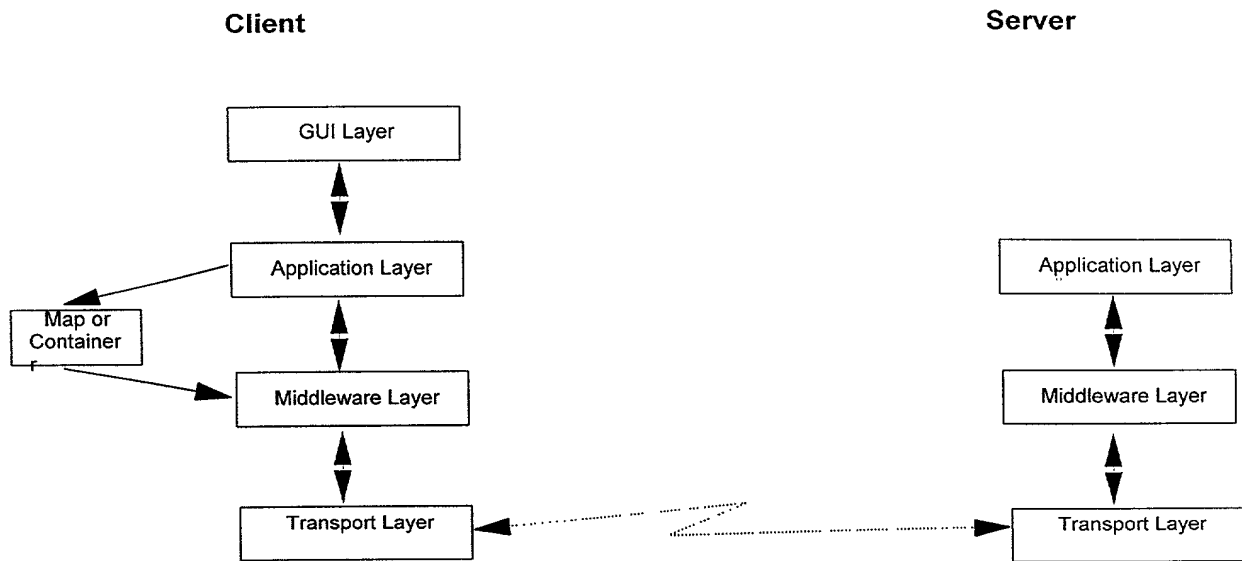 Client
Server
GUI Layer
Application Layer
Application Layer
Map or
Container
r
Middleware Layer
Middleware Layer
Transport Layer
Transport Layer